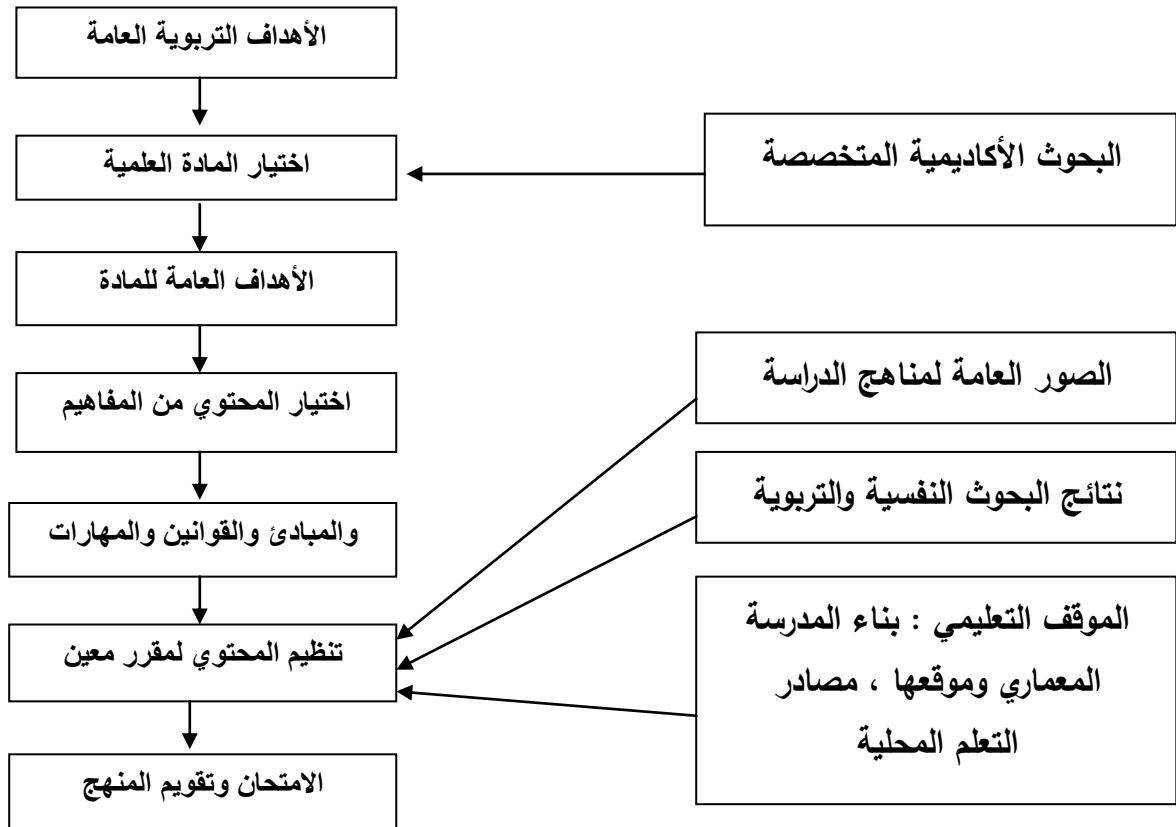 الأهداف التربوية العامة
اختيار المادة العلمية
البحوث الأكاديمية المتخصصة
الأهداف العامة للمادة
اختيار المحتوي من المفاهيم
الصور العامة لمناهج الدراسة
والمبادئ والقوانين والمهارات
نتائج البحوث النفسية والتربوية
تنظيم المحتوي لمقرر معين
الموقف التعليمي : بناء المدرسة
المعماري وموقعها ، مصادر
التعلم المحلية
الامتحان وتقويم المنهج